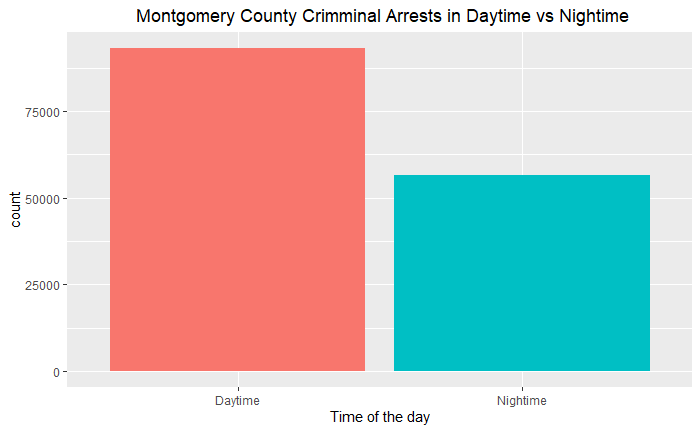 Montgomery County Crimminal Arrests in Daytime vs Nightime
75000
50000
25000
0
count
Daytime
Nightime
Time of the day